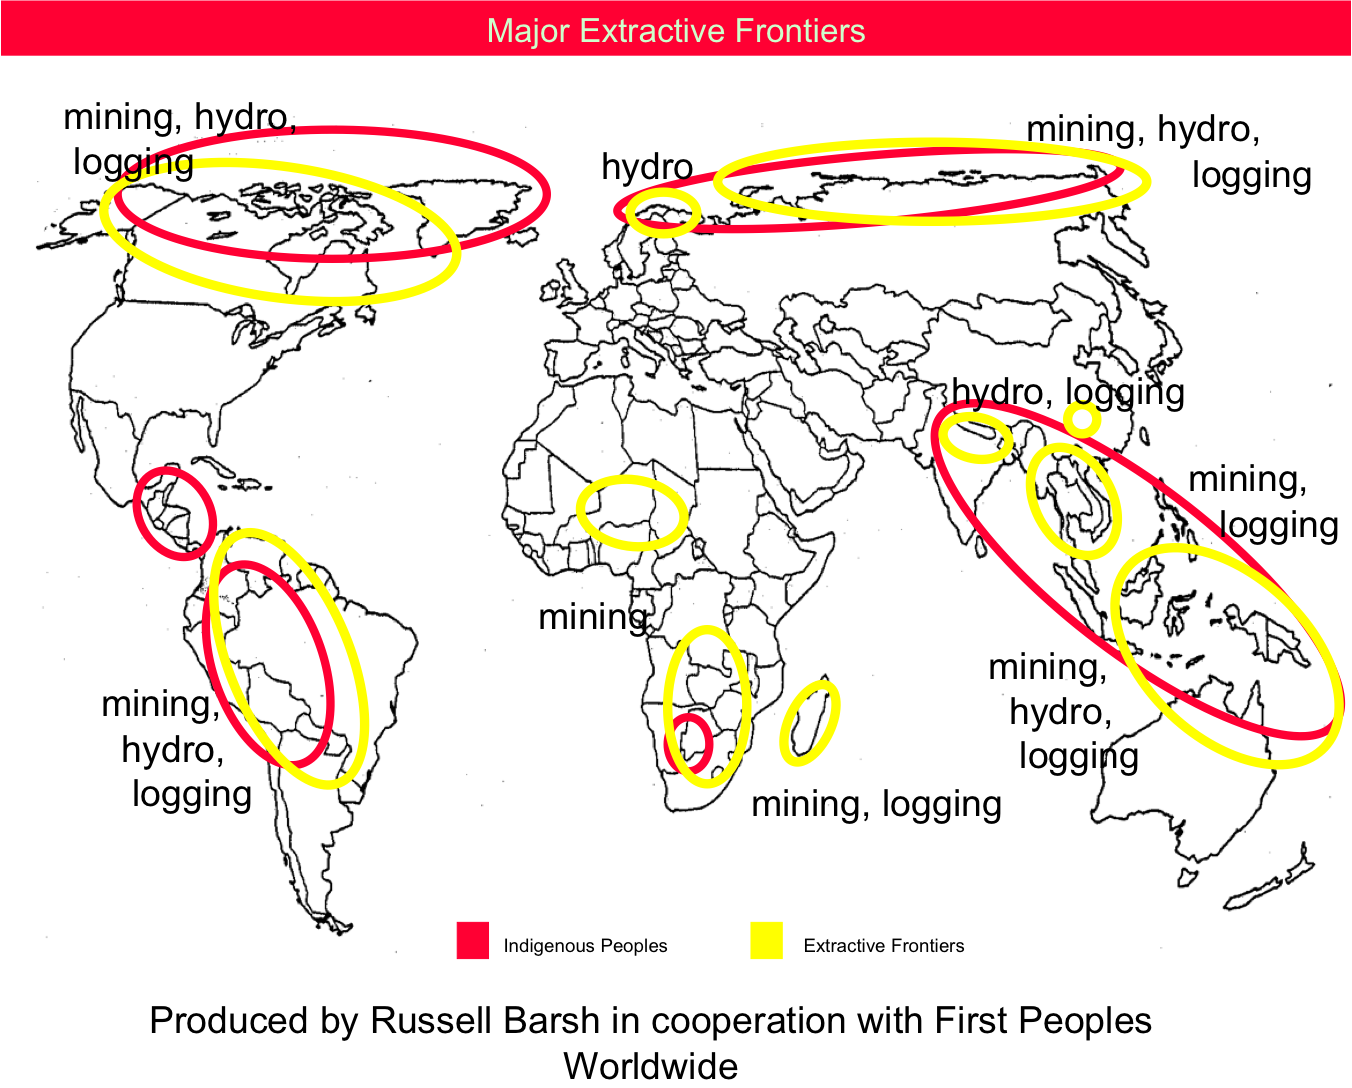 Major Extractive Frontiers
mining, hydro,
logging
hydro
mining, hydro,
logging
hydro, logging
mining,
logging
mining
mining,
hydro,
logging
mining,
hydro,
logging
mining, logging
Indigenous Peoples
Extractive Frontiers
Produced by Russell Barsh in cooperation with First Peoples
Worldwide